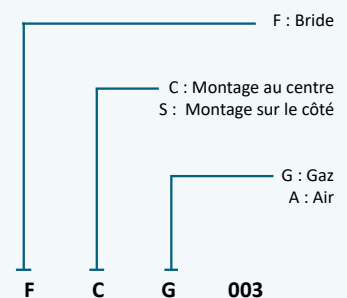 F : Bride
C : Montage au centre
S : Montage sur le côté
G : Gaz
A : Air
F C G 003